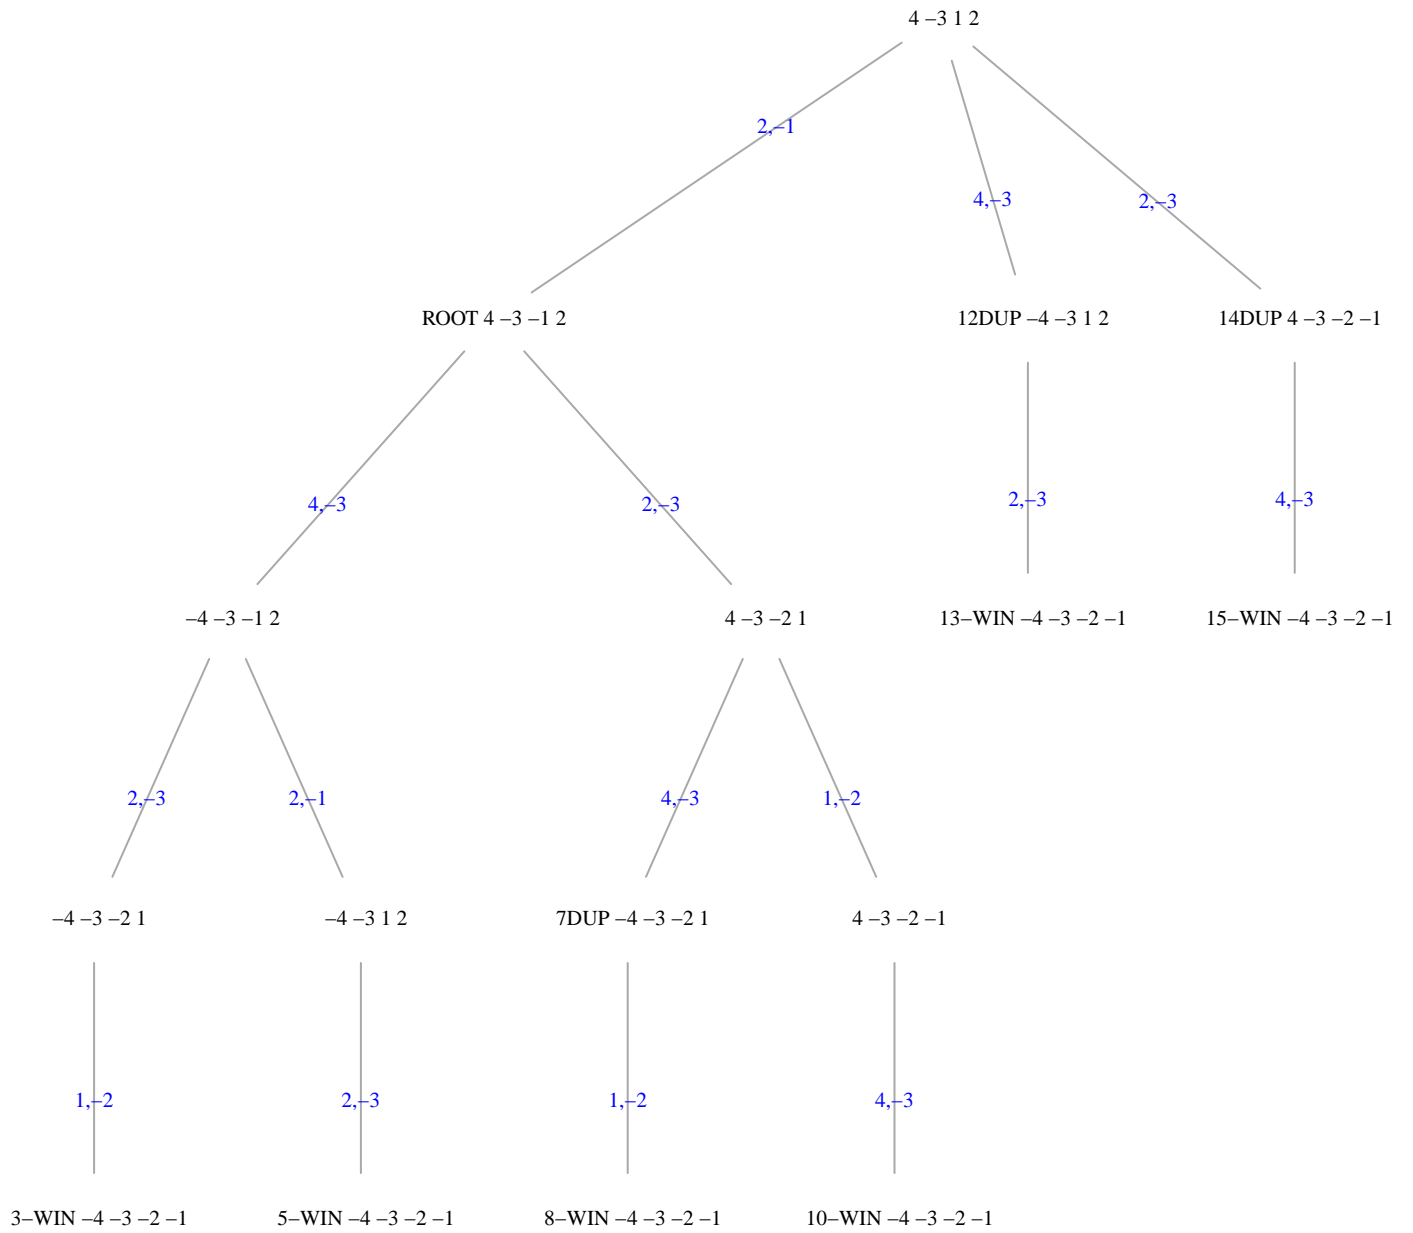 4 –3 1 2
2,–1
4,–3
2,–3
ROOT 4 –3 –1 2
12DUP –4 –3 1 2
14DUP 4 –3 –2 –1
4,–3
2,–3
2,–3
4,–3
–4 –3 –1 2
4 –3 –2 1
13–WIN –4 –3 –2 –1
15–WIN –4 –3 –2 –1
2,–3
2,–1
4,–3
1,–2
–4 –3 –2 1
–4 –3 1 2
7DUP –4 –3 –2 1
4 –3 –2 –1
1,–2
2,–3
1,–2
4,–3
3–WIN –4 –3 –2 –1
5–WIN –4 –3 –2 –1
8–WIN –4 –3 –2 –1
10–WIN –4 –3 –2 –1